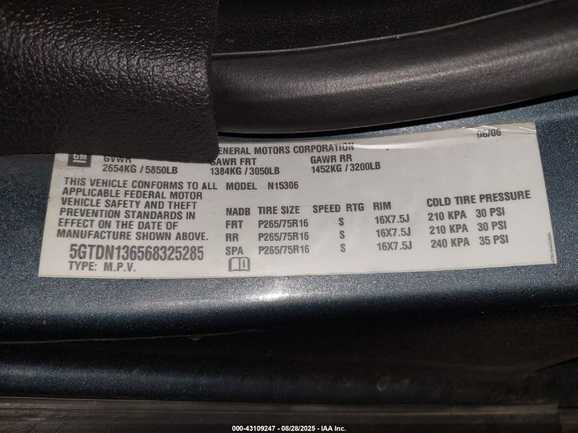 GENERAL MOTORS CORPORATION 06/06
GM GVWR GAWR FRT GAWR RR
2654KG / 5850LB 1384KG / 3050LB 1452KG / 3200LB
THIS VEHICLE CONFORMS TO ALL MODEL N15306
APPLICABLE FEDERAL MOTOR
VEHICLE SAFETY AND THEFT
PREVENTION STANDARDS IN
EFFECT ON THE DATE OF
MANUFACTURE SHOWN ABOVE.
5GTDN136568325285
TYPE: M.P.V.
COLD TIRE PRESSURE
NADB TIRE SIZE SPEED RTG RIM
FRT P265/75R16 S 16X7.5J 210 KPA 30 PSI
RR P265/75R16 S 16X7.5J 210 KPA 30 PSI
SPA P265/75R16 S 16X7.5J 240 KPA 35 PSI
000-43109247 - 08/28/2025 - IAA Inc.